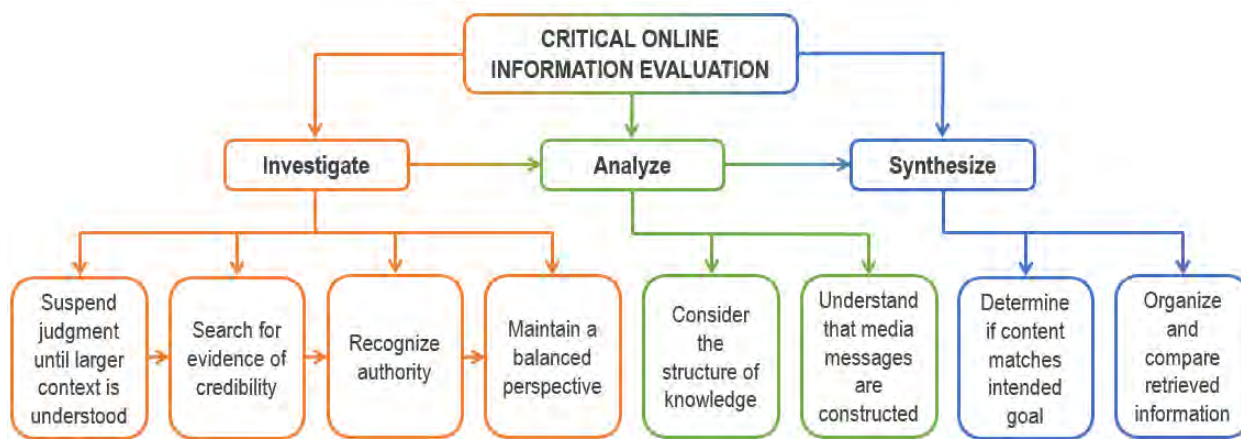 CRITICAL ONLINE
INFORMATION EVALUATION
Investigate
Analyze
Synthesize
Suspend
judgment
until larger
context is
understood
Search for
evidence of
credibility
Recognize
authority
Maintain a
balanced
perspective
Consider
the
structure of
knowledge
Understand
that media
messages
are
constructed
Determine
if content
matches
intended
goal
Organize
and
compare
retrieved
information